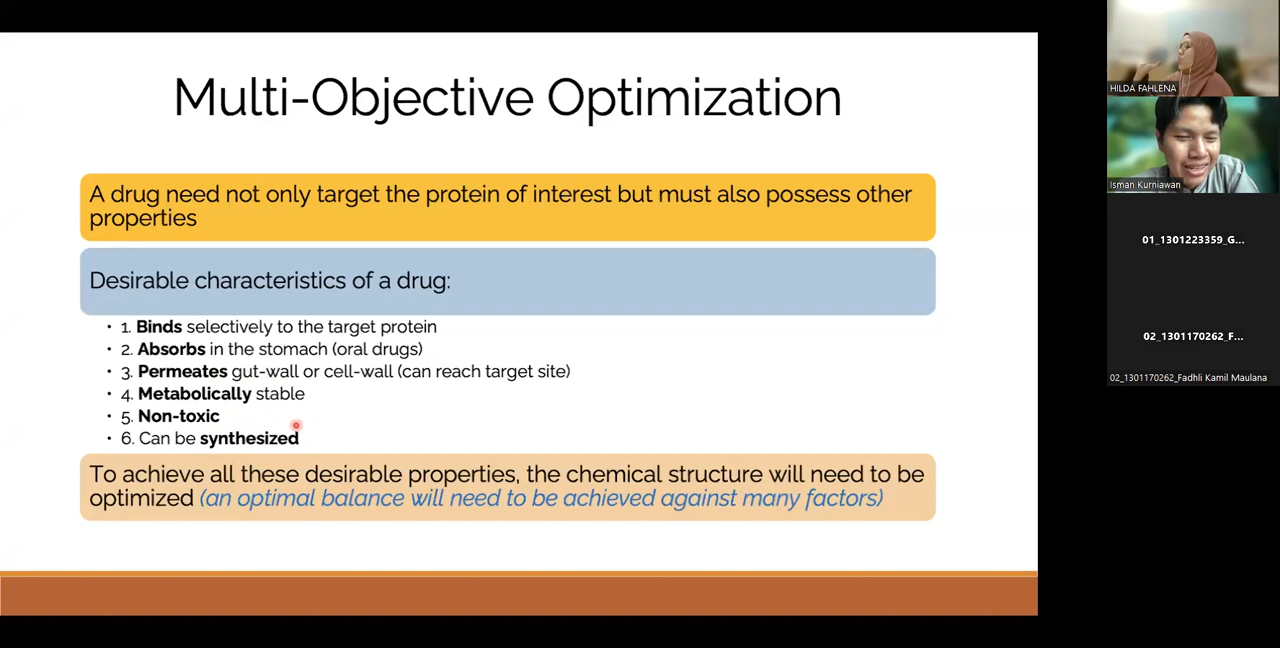 Multi-Objective Optimization
A drug need not only target the protein of interest but must also possess other
properties
Desirable characteristics of a drug:
• 1. Binds selectively to the target protein
• 2. Absorbs in the stomach (oral drugs)
• 3. Permeates gut-wall or cell-wall (can reach target site)
• 4. Metabolically stable
• 5. Non-toxic
• 6. Can be synthesized
To achieve all these desirable properties, the chemical structure will need to be
optimized (an optimal balance will need to be achieved against many factors)
HILDA FAHLENA
Isman Kurniawan
01_1301223359_G...
02_1301170262_F...
02_1301170262_Fadhli Kamil Maulana